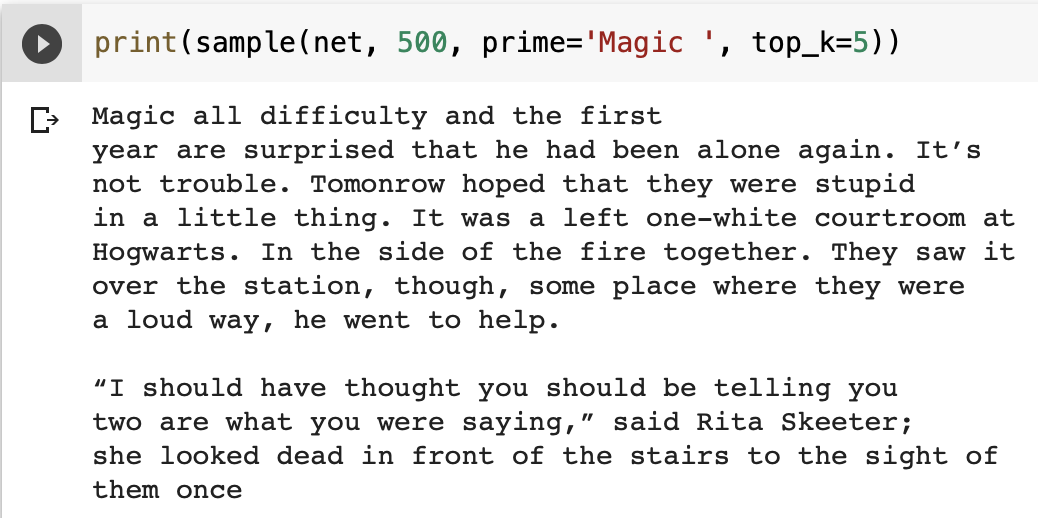 print(sample(net, 500, prime='Magic ', top_k=5))
Magic all difficulty and the first
year are surprised that he had been alone again. It’s
not trouble. Tomonrow hoped that they were stupid
in a little thing. It was a left one-white courtroom at
Hogwarts. In the side of the fire together. They saw it
over the station, though, some place where they were
a loud way, he went to help.
“I should have thought you should be telling you
two are what you were saying,” said Rita Skeeter;
she looked dead in front of the stairs to the sight of
them once